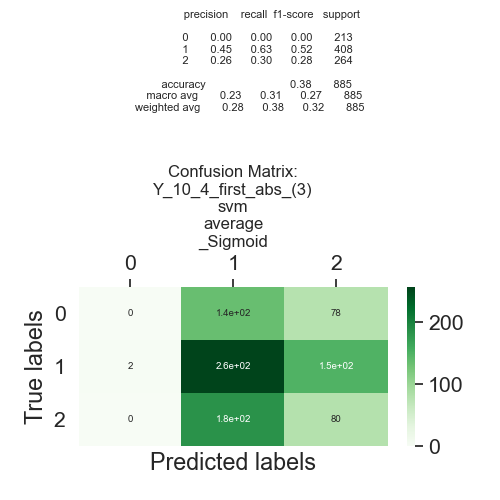 precision recall f1-score support
0 0.00 0.00 0.00 213
1 0.45 0.63 0.52 408
2 0.26 0.30 0.28 264
accuracy 0.38 885
macro avg 0.23 0.31 0.27 885
weighted avg 0.28 0.38 0.32 885
Confusion Matrix:
Y_10_4_first_abs_(3)
svm
average
_Sigmoid
0 1 2
0 0 1.4e+02 78
1 2 2.6e+02 1.5e+02
2 0 1.8e+02 80
True labels
Predicted labels
200
100
0